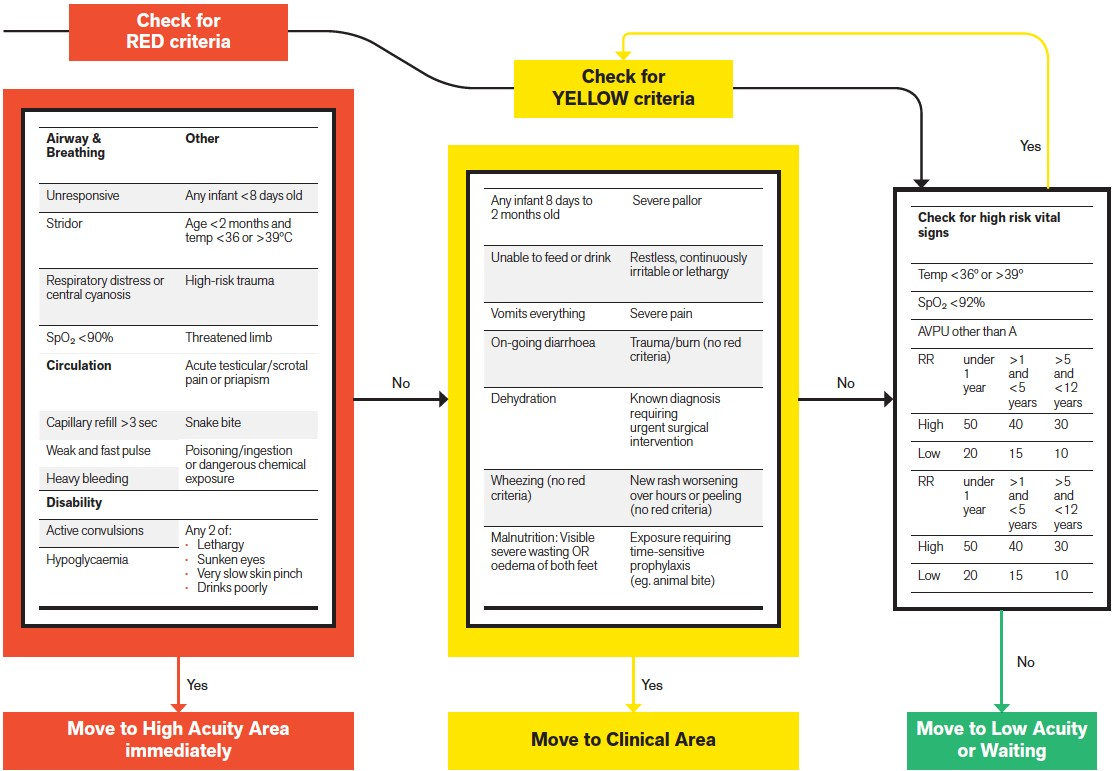 Check for
RED criteria
Check for
YELLOW criteria
Yes
Airway &
Breathing
Other
Unresponsive
Any infant <8 days old
Stridor
Age <2 months and
temp <36 or >39°C
Respiratory distress or
central cyanosis
High-risk trauma
SpO₂ <90%
Threatened limb
Circulation
Acute testicular/scrotal
pain or priapism
Capillary refill >3 sec
Snake bite
Weak and fast pulse
Heavy bleeding
Poisoning/ingestion
or dangerous chemical
exposure
Disability
Active convulsions
Hypoglycaemia
Any 2 of:
· Lethargy
· Sunken eyes
· Very slow skin pinch
· Drinks poorly
No
Any infant 8 days to
2 months old
Severe pallor
Unable to feed or drink
Restless, continuously
irritable or lethargy
Vomits everything
Severe pain
On-going diarrhoea
Trauma/burn (no red
criteria)
Dehydration
Known diagnosis
requiring
urgent surgical
intervention
Wheezing (no red
criteria)
New rash worsening
over hours or peeling
(no red criteria)
Malnutrition: Visible
severe wasting OR
oedema of both feet
Exposure requiring
time-sensitive
prophylaxis
(eg. animal bite)
No
Check for high risk vital
signs
Temp <36° or >39°
SpO₂ <92%
AVPU other than A
RR
under
1
year
>1
and
<5
years
>5
and
<12
years
High 50 40 30
Low 20 15 10
RR
under
1
year
>1
and
<5
years
>5
and
<12
years
High 50 40 30
Low 20 15 10
Yes
Yes
No
Move to High Acuity Area
immediately
Move to Clinical Area
Move to Low Acuity
or Waiting